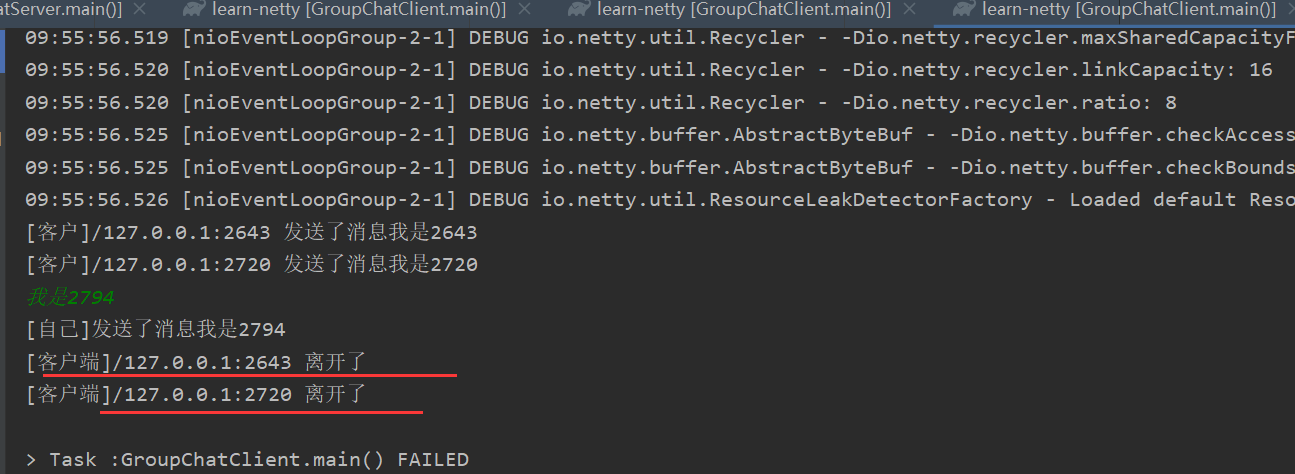 atServer.main()] learn-netty [GroupChatClient.main()] learn-netty [GroupChatClient.main()] learn-netty [GroupChatClient.main()]
09:55:56.519 [nioEventLoopGroup-2-1] DEBUG io.netty.util.Recycler - -Dio.netty.recycler.maxSharedCapacityF
09:55:56.520 [nioEventLoopGroup-2-1] DEBUG io.netty.util.Recycler - -Dio.netty.recycler.linkCapacity: 16
09:55:56.520 [nioEventLoopGroup-2-1] DEBUG io.netty.util.Recycler - -Dio.netty.recycler.ratio: 8
09:55:56.525 [nioEventLoopGroup-2-1] DEBUG io.netty.buffer.AbstractByteBuf - -Dio.netty.buffer.checkAccess
09:55:56.525 [nioEventLoopGroup-2-1] DEBUG io.netty.buffer.AbstractByteBuf - -Dio.netty.buffer.checkBounds
09:55:56.526 [nioEventLoopGroup-2-1] DEBUG io.netty.util.ResourceLeakDetectorFactory - Loaded default Reso
[客户]/127.0.0.1:2643 发送了消息我是2643
[客户]/127.0.0.1:2720 发送了消息我是2720
我是2794
[自己]发送了消息我是2794
[客户端]/127.0.0.1:2643 离开了
[客户端]/127.0.0.1:2720 离开了
> Task :GroupChatClient.main() FAILED